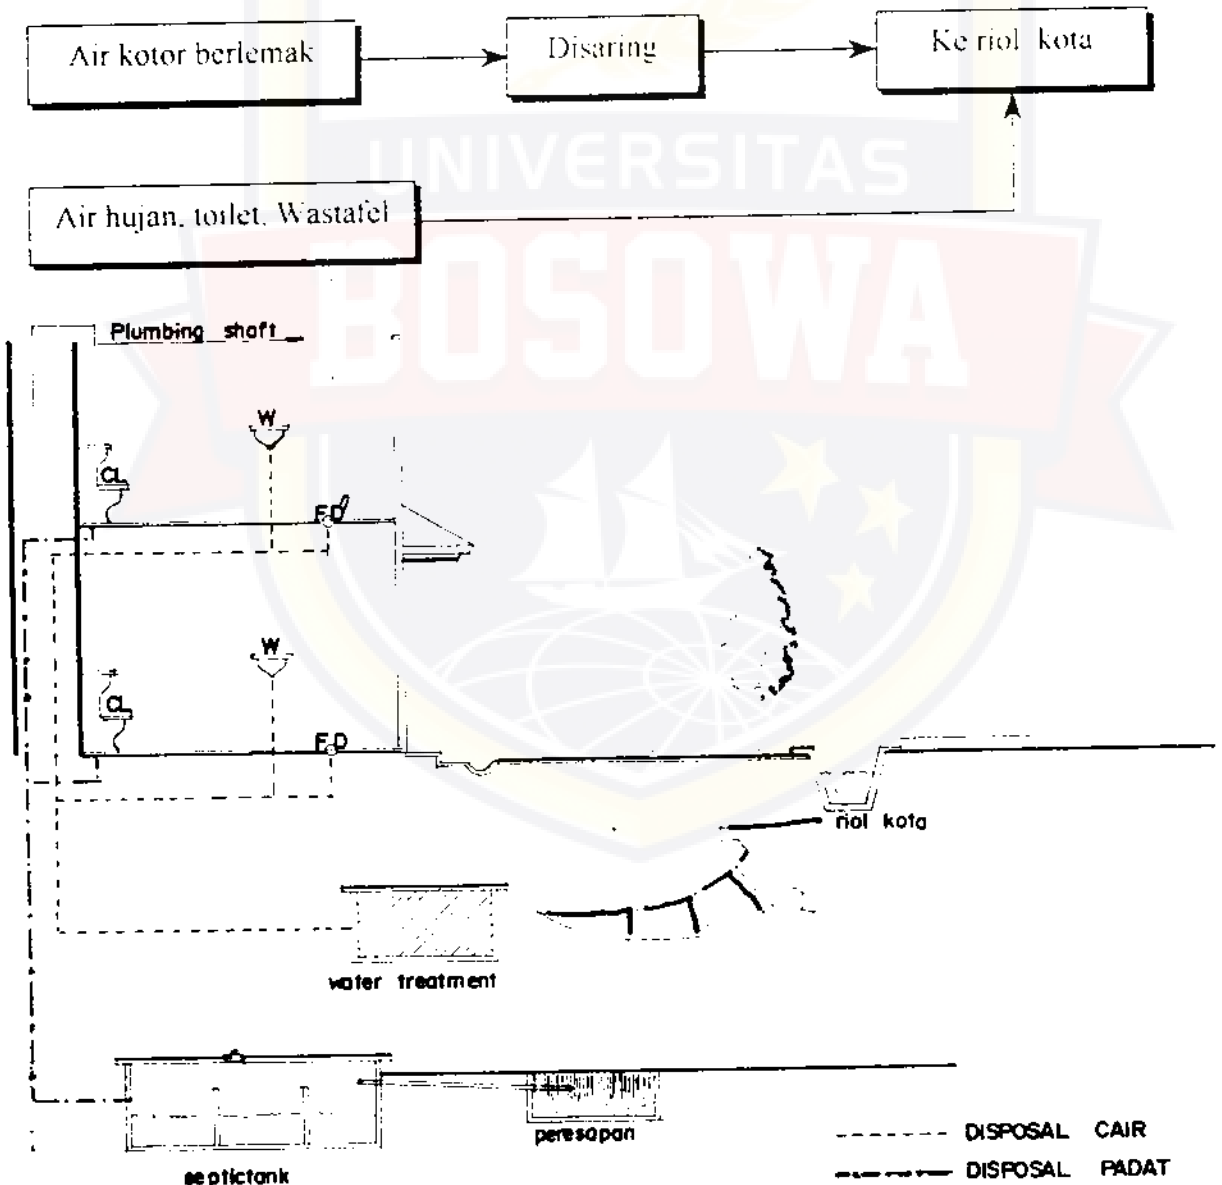 Air kotor berlemak
Disaring
Ke riol kota
UNIVERSITAS
Air hujan, toilet, Wastafel
BOSOWA
Plumbing shaft
W
CL
FD
W
CL
FD
riol kota
water treatment
peresapan
septictank
DISPOSAL CAIR
DISPOSAL PADAT